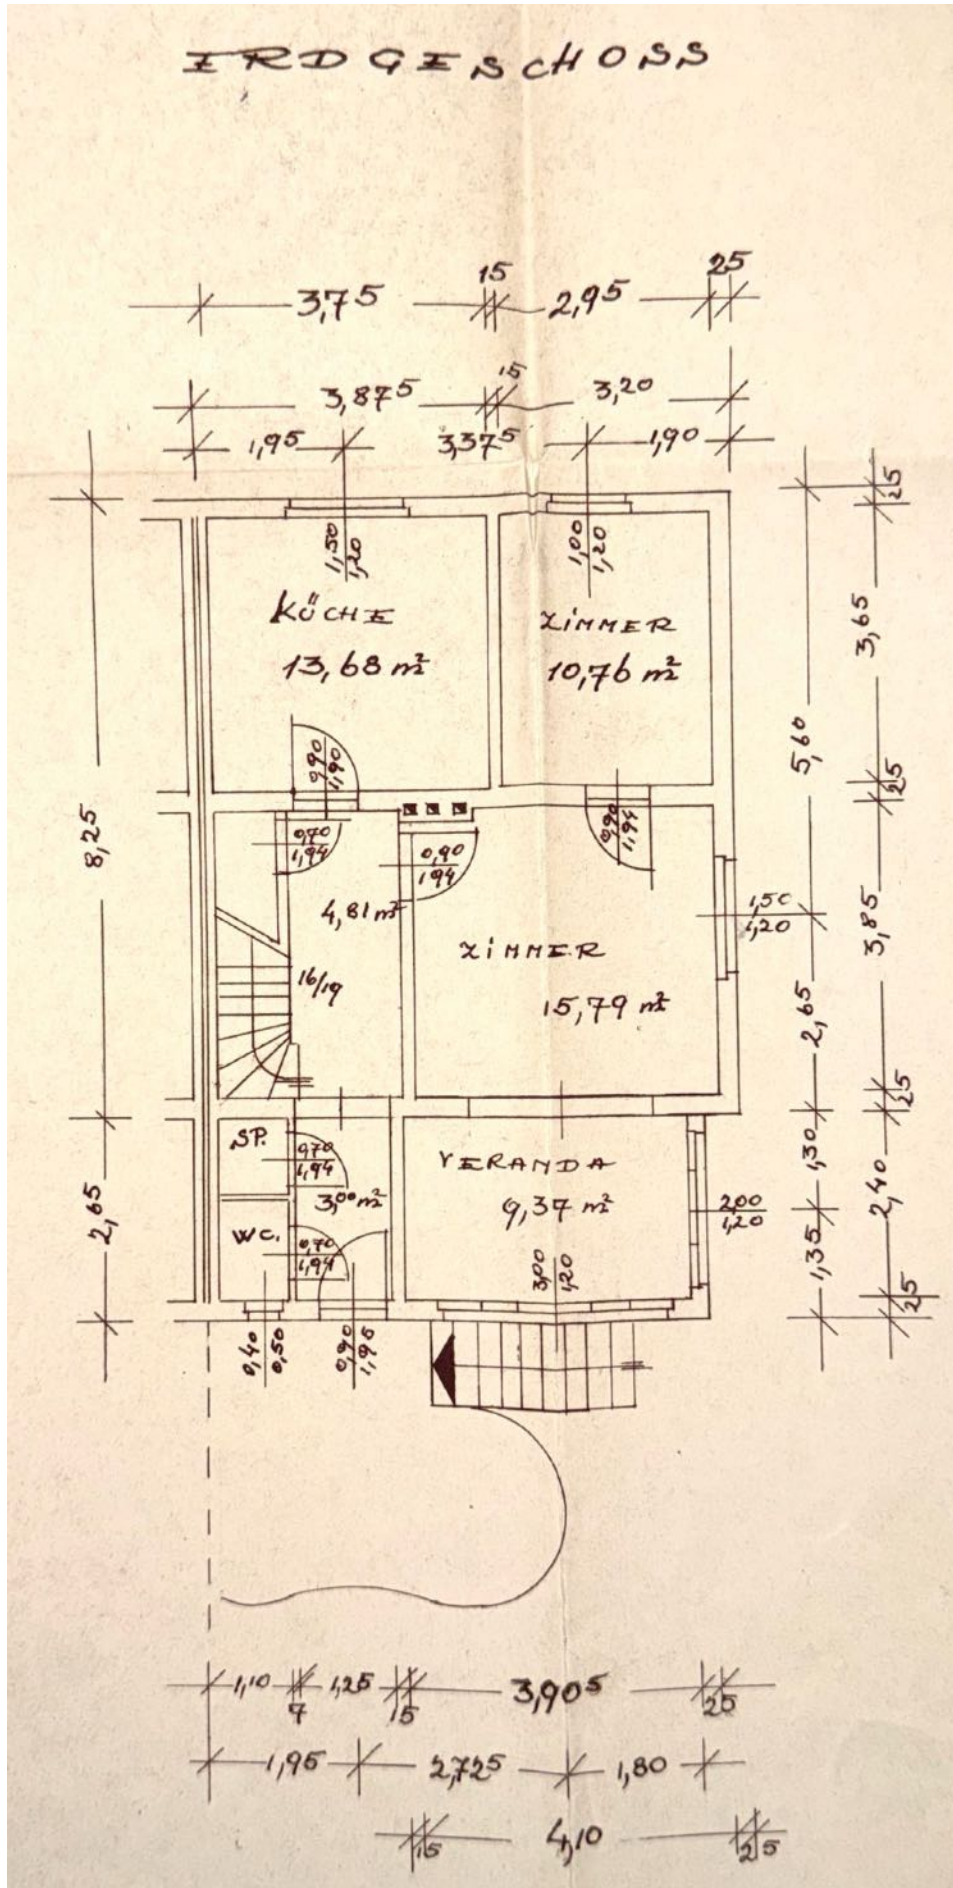 ERDGESCHOSS
15 25
3,75 2,95
15
3,87⁵ 3,20
1,95 3,37⁵ 1,90
25
1,50
1,20
1,00
1,20
KÜCHE
13,68 m²
ZIMMER
10,76 m²
3,65
5,60
0,90
1,90
25
0,70
1,94
0,90
1,94
0,90
1,94
8,25
4,81 m²
1,50
1,20
3,85
ZIMMER
15,79 m²
16/19
2,65
25
SP.
0,70
1,94
3,00 m²
VERANDA
9,37 m²
1,30
2,40
2,65
WC.
0,70
1,94
2,00
1,20
1,35
3,00
1,20
25
0,40
0,50
0,90
1,95
1,10 7 1,25 15 3,90⁵ 25
1,95 2,72⁵ 1,80
15 4,10 25